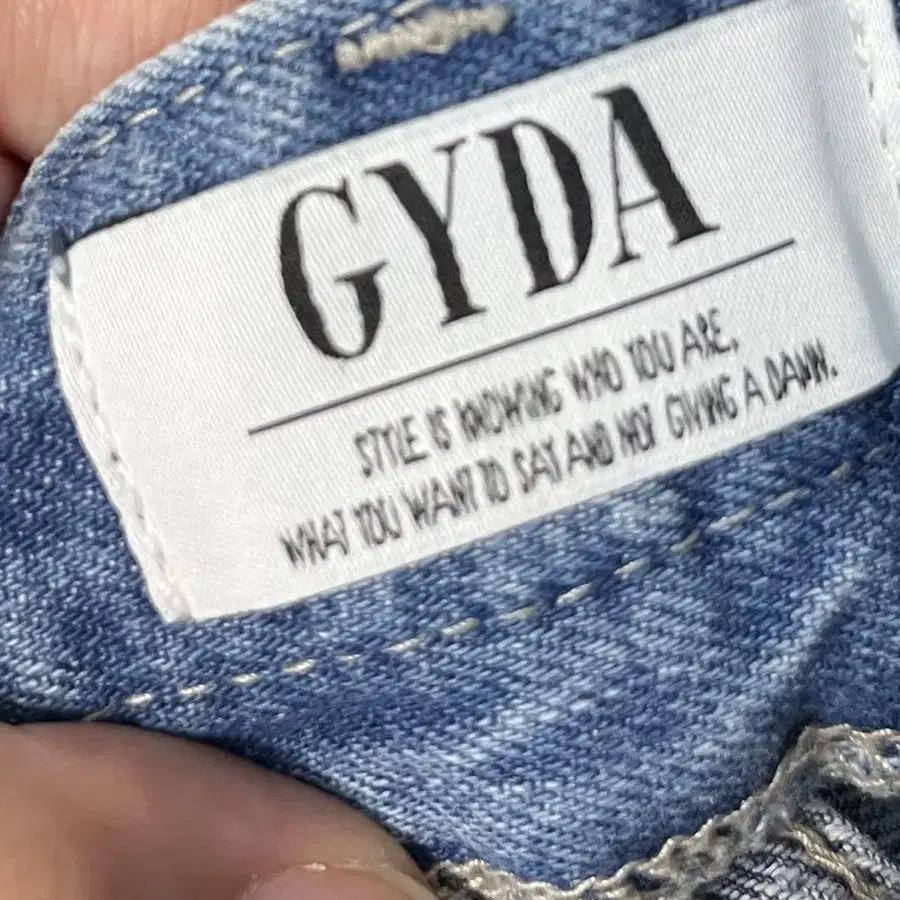 GYDA
STYLE IS KNOWING WHO YOU ARE,
WHAT YOU WANT TO SAY AND NOT GIVING A DAMN.